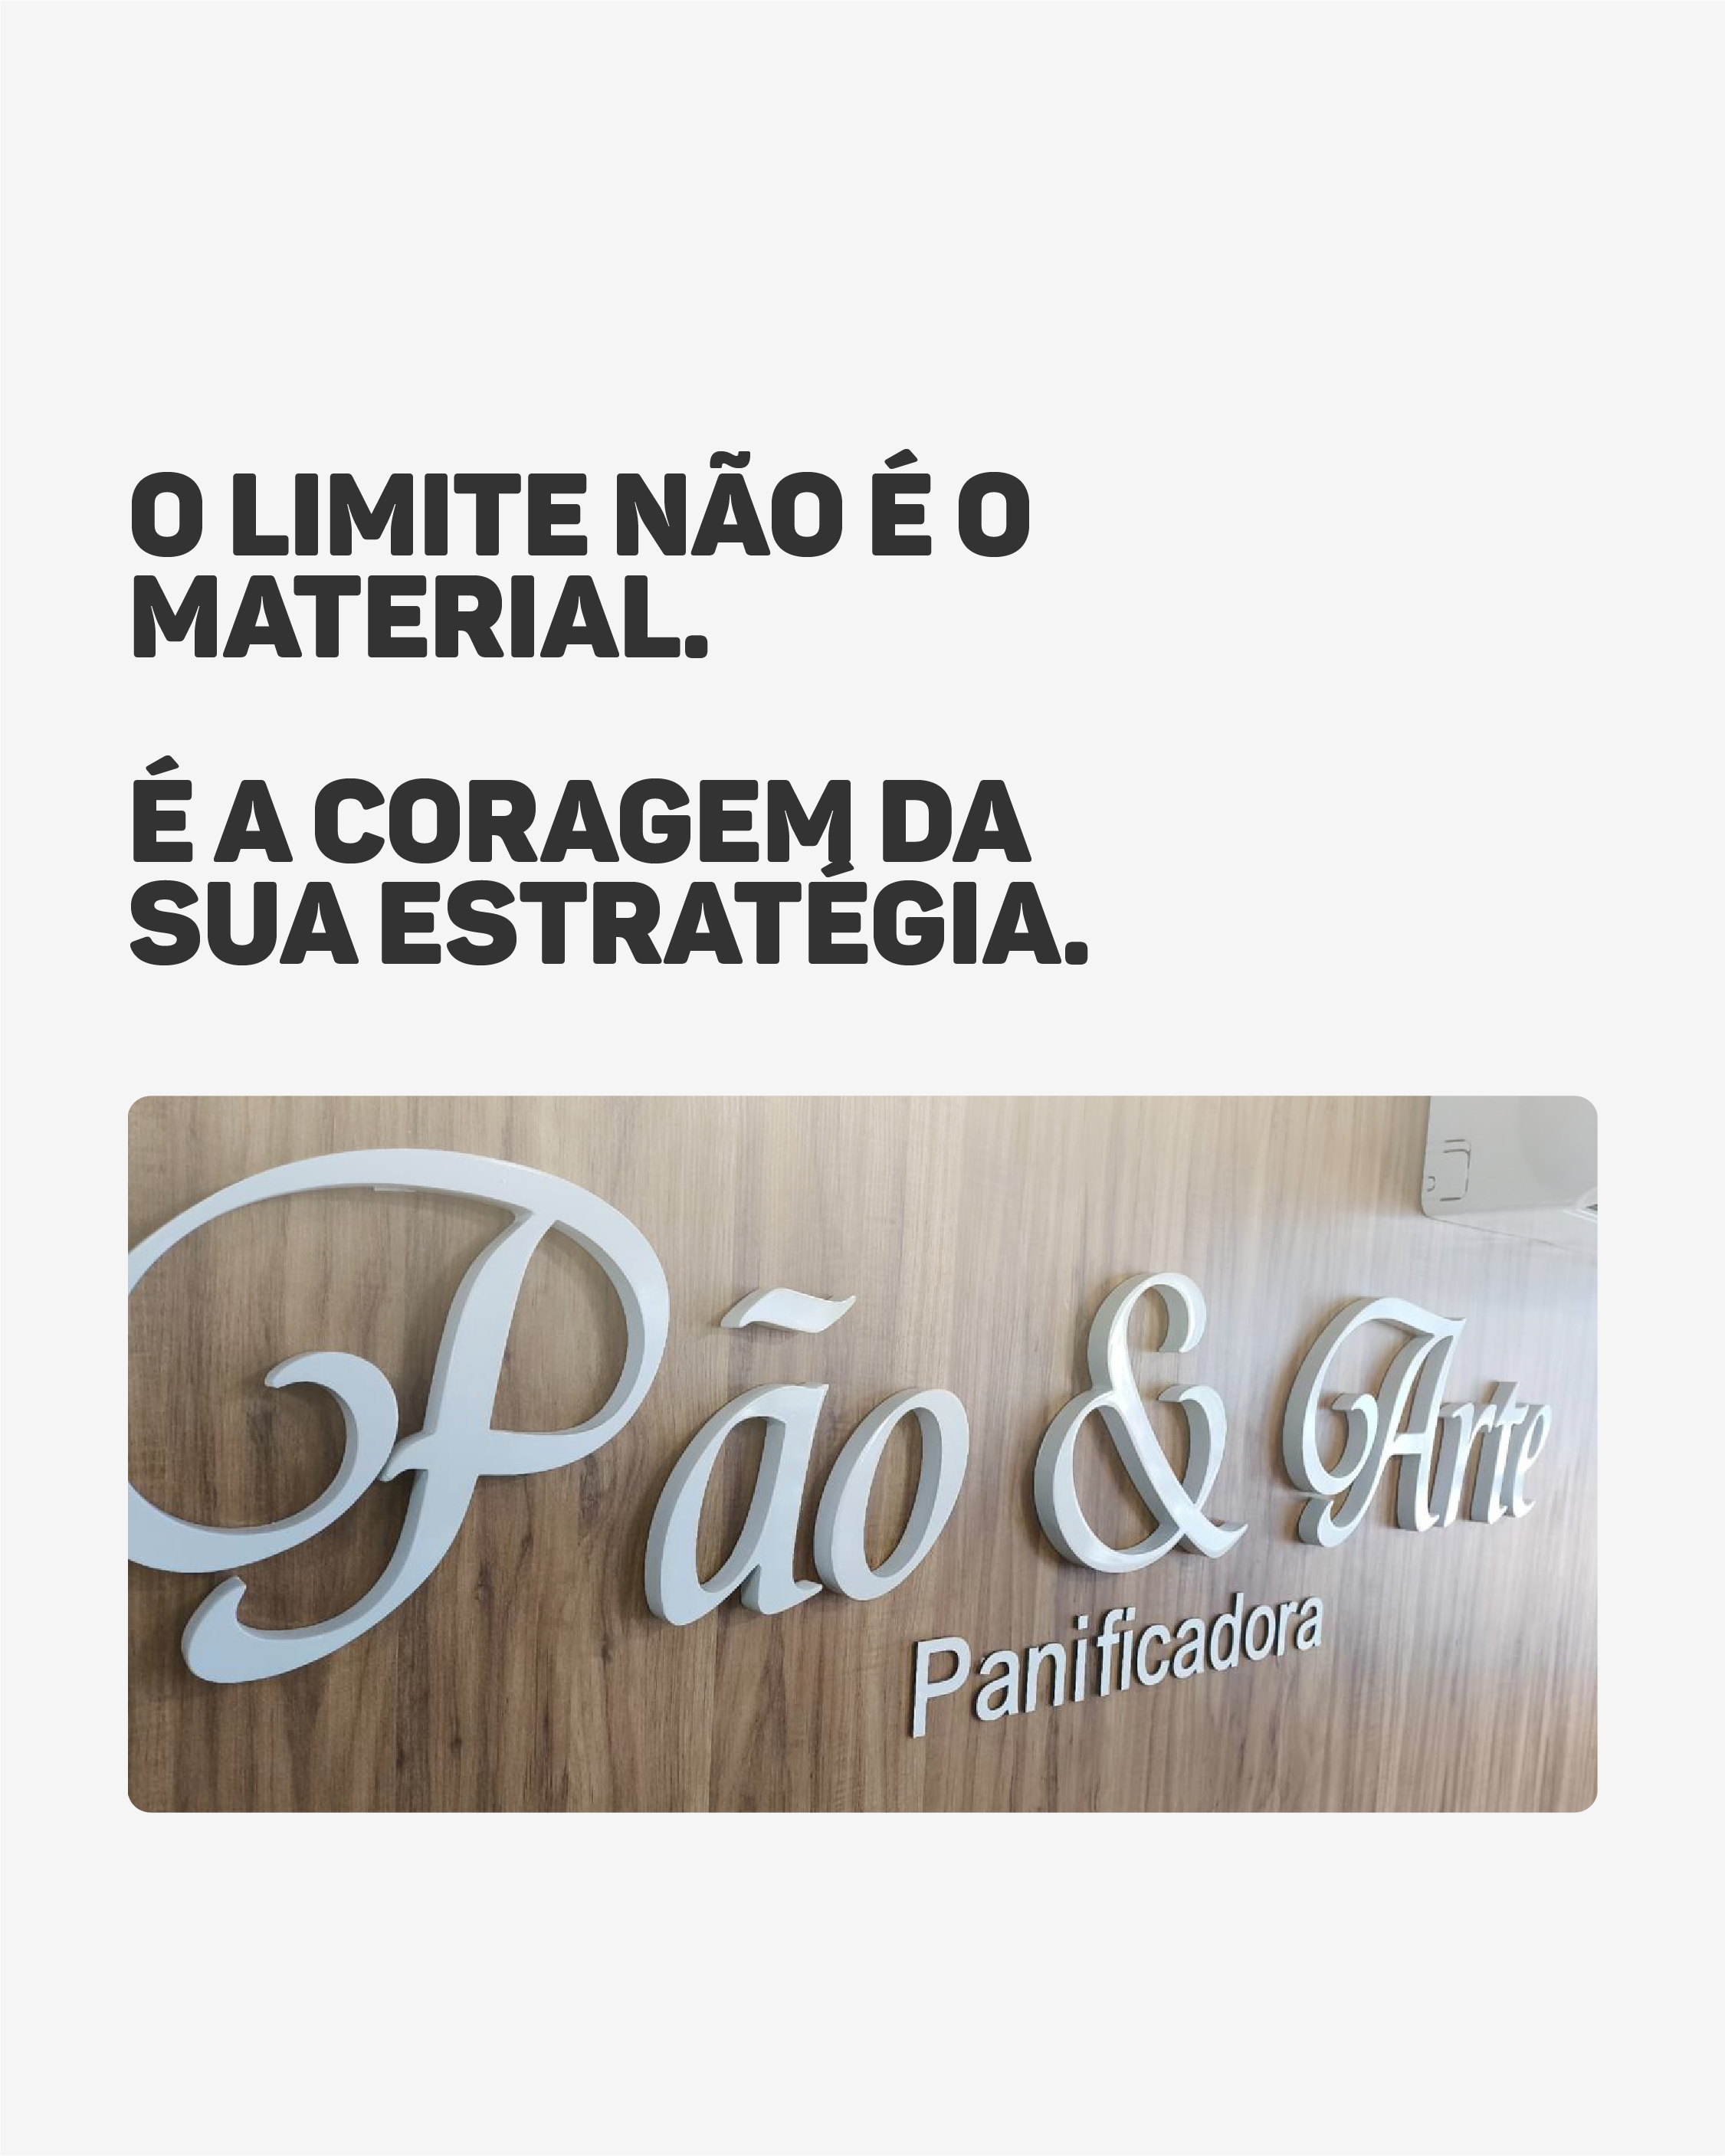 O LIMITE NÃO É O
MATERIAL.
É A CORAGEM DA
SUA ESTRATÉGIA.
Pão & Arte
Panificadora